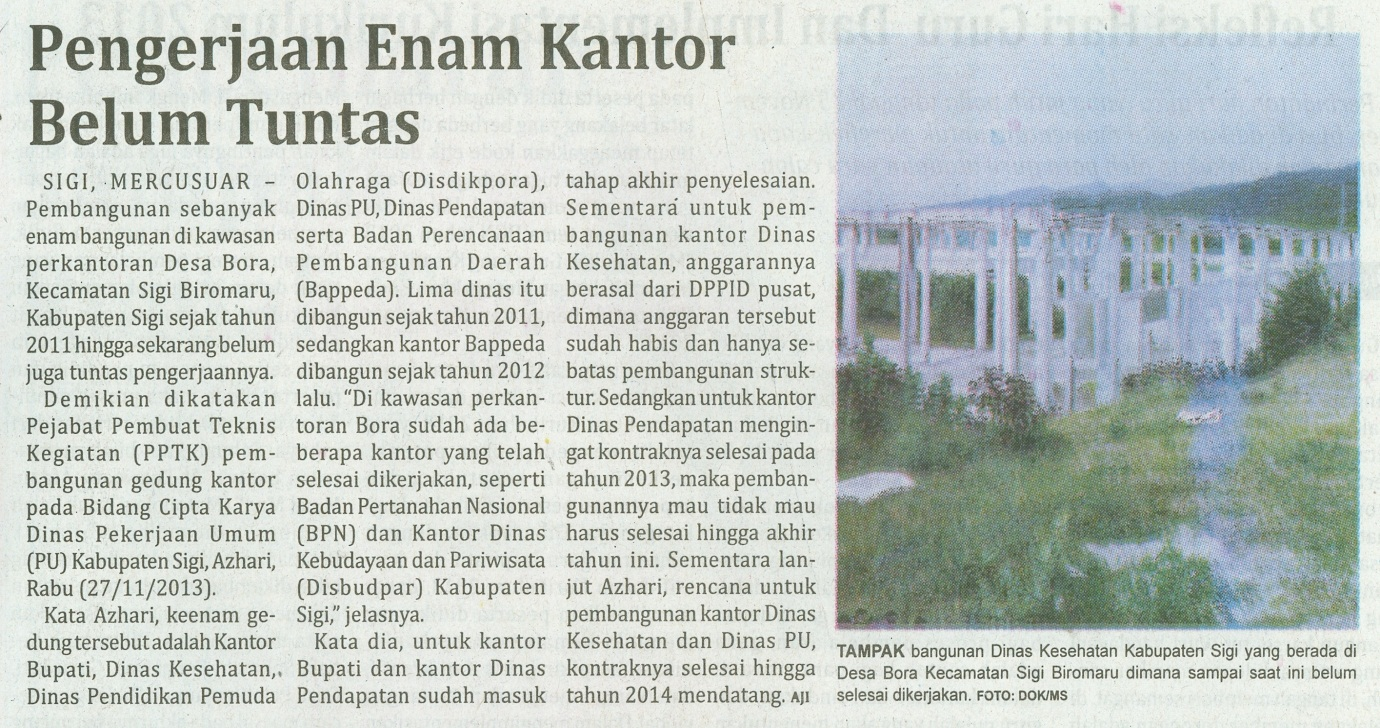 Pengerjaan Enam Kantor
Belum Tuntas
SIGI, MERCUSUAR –
Pembangunan sebanyak
enam bangunan di kawasan
perkantoran Desa Bora,
Kecamatan Sigi Biromaru,
Kabupaten Sigi sejak tahun
2011 hingga sekarang belum
juga tuntas pengerjaannya.
Demikian dikatakan
Pejabat Pembuat Teknis
Kegiatan (PPTK) pem-
bangunan gedung kantor
pada Bidang Cipta Karya
Dinas Pekerjaan Umum
(PU) Kabupaten Sigi, Azhari,
Rabu (27/11/2013).
Kata Azhari, keenam ge-
dung tersebut adalah Kantor
Bupati, Dinas Kesehatan,
Dinas Pendidikan Pemuda
Olahraga (Disdikpora),
Dinas PU, Dinas Pendapatan
serta Badan Perencanaan
Pembangunan Daerah
(Bappeda). Lima dinas itu
dibangun sejak tahun 2011,
sedangkan kantor Bappeda
dibangun sejak tahun 2012
lalu. “Di kawasan perkan-
toran Bora sudah ada be-
berapa kantor yang telah
selesai dikerjakan, seperti
Badan Pertanahan Nasional
(BPN) dan Kantor Dinas
Kebudayaan dan Pariwisata
(Disbudpar) Kabupaten
Sigi,” jelasnya.
Kata dia, untuk kantor
Bupati dan kantor Dinas
Pendapatan sudah masuk
tahap akhir penyelesaian.
Sementara untuk pem-
bangunan kantor Dinas
Kesehatan, anggarannya
berasal dari DPPID pusat,
dimana anggaran tersebut
sudah habis dan hanya se-
batas pembangunan struk-
tur. Sedangkan untuk kantor
Dinas Pendapatan mengin-
gat kontraknya selesai pada
tahun 2013, maka pemban-
gunannya mau tidak mau
harus selesai hingga akhir
tahun ini. Sementara lan-
jut Azhari, rencana untuk
pembangunan kantor Dinas
Kesehatan dan Dinas PU,
kontraknya selesai hingga
tahun 2014 mendatang. AJI
TAMPAK bangunan Dinas Kesehatan Kabupaten Sigi yang berada di
Desa Bora Kecamatan Sigi Biromaru dimana sampai saat ini belum
selesai dikerjakan. FOTO: DOK/MS